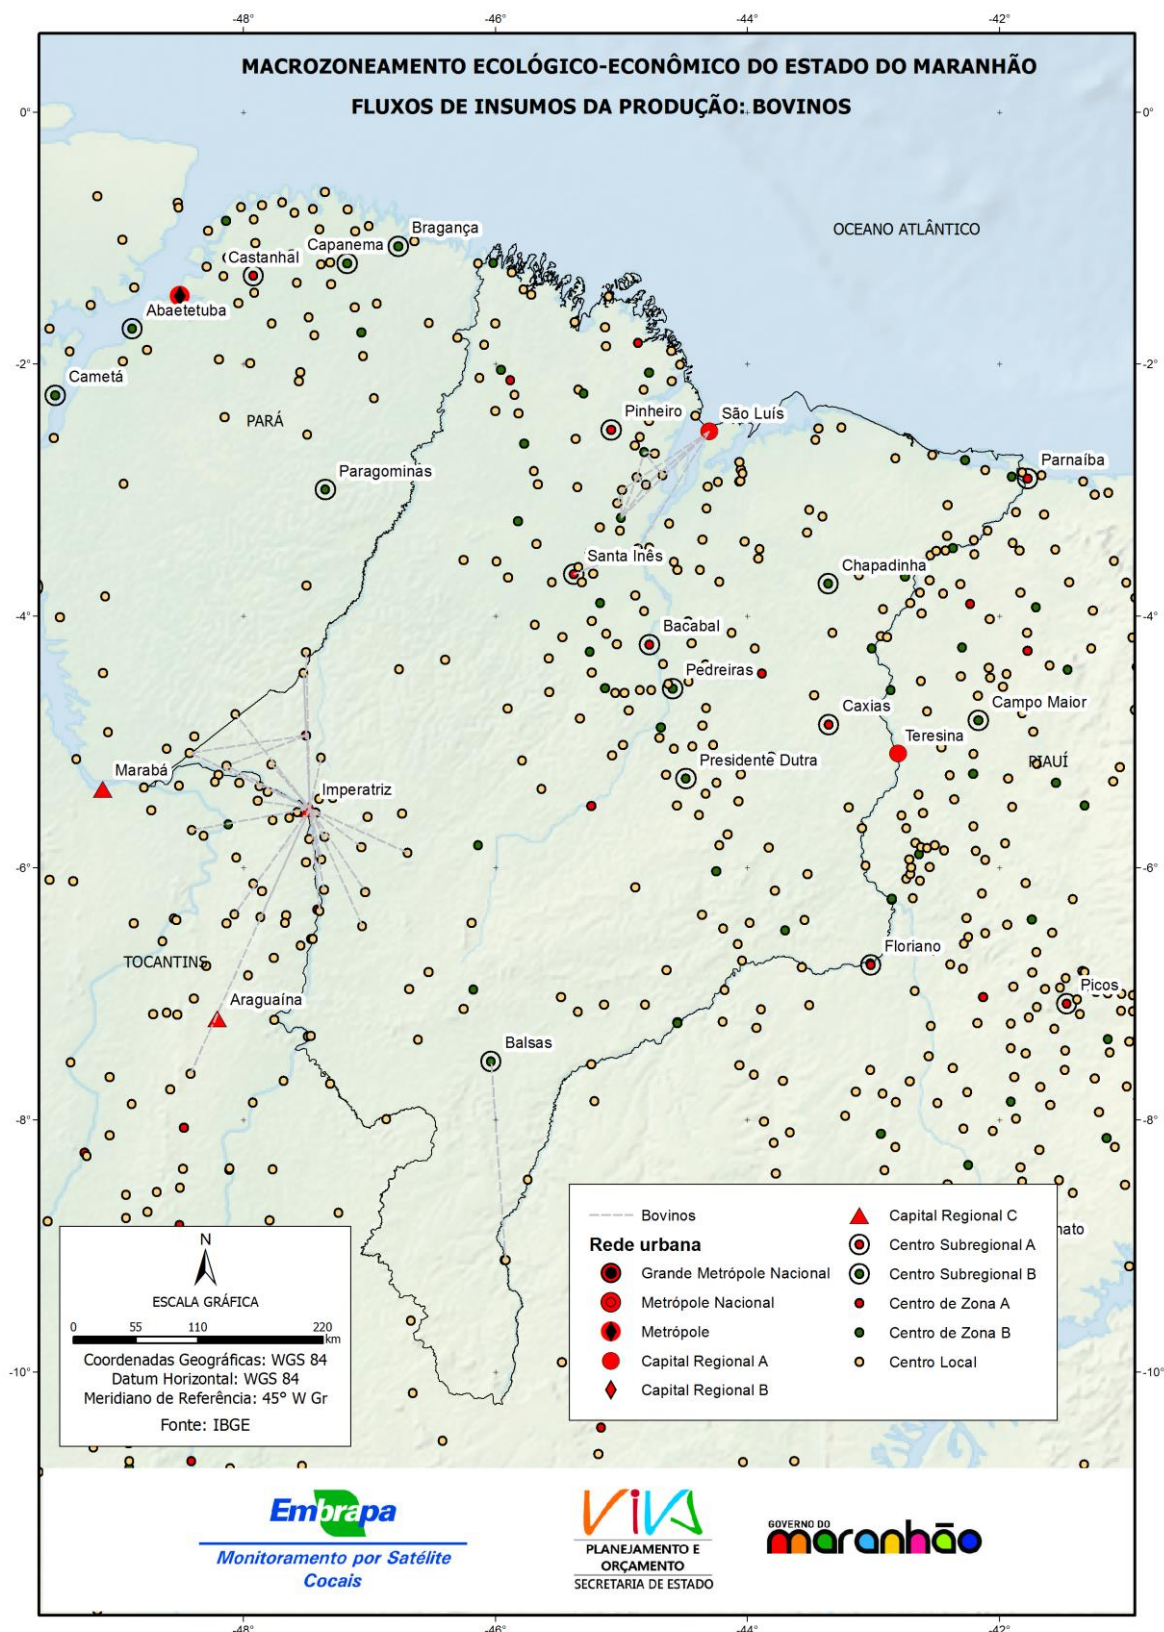 -48°
-46°
-44°
-42°
MACROZONEAMENTO ECOLÓGICO-ECONÔMICO DO ESTADO DO MARANHÃO
FLUXOS DE INSUMOS DA PRODUÇÃO: BOVINOS
0°
0°
OCEANO ATLÂNTICO
Bragança
Capanema
Castanhal
Abaetetuba
-2°
-2°
Cametá
PARÁ
Pinheiro
São Luís
Paragominas
Parnaíba
Santa Inês
Chapadinha
-4°
-4°
Bacabal
Pedreiras
Caxias
Campo Maior
Teresina
PIAUÍ
Marabá
Presidente Dutra
Imperatriz
-6°
-6°
Floriano
TOCANTINS
Picos
Araguaína
Balsas
-8°
-8°
Bovinos
Rede urbana
Grande Metrópole Nacional
Metrópole Nacional
Metrópole
Capital Regional A
Capital Regional B
Capital Regional C
Centro Subregional A
Centro Subregional B
Centro de Zona A
Centro de Zona B
Centro Local
nato
N
ESCALA GRÁFICA
0 55 110 220
km
Coordenadas Geográficas: WGS 84
Datum Horizontal: WGS 84
Meridiano de Referência: 45° W Gr
Fonte: IBGE
-10°
-10°
Embrapa
Monitoramento por Satélite
Cocais
VIVA
PLANEJAMENTO E
ORÇAMENTO
SECRETARIA DE ESTADO
GOVERNO DO
maranhão
-48°
-46°
-44°
-42°